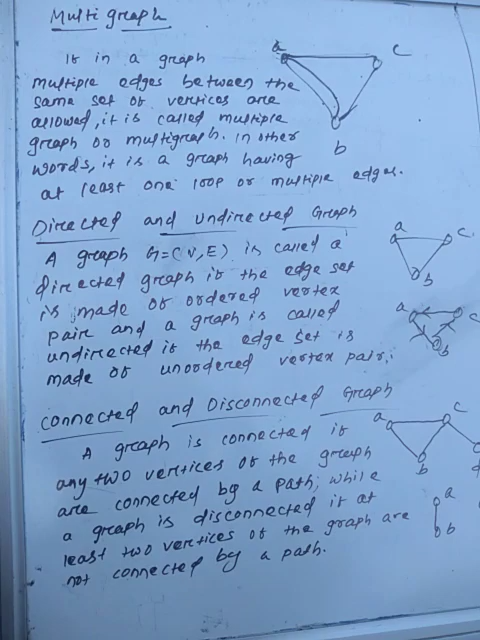 Multi graph
If in a graph
multiple edges between the
same set of vertices are
allowed, it is called multiple
graph or multigraph. In other
words, it is a graph having
at least one loop or multiple edges.
a
c
b
Directed and Undirected Graph
A graph G=(V,E) is called a
directed graph if the edge set
is made of ordered vertex
pair and a graph is called
undirected if the edge set is
made of unordered vertex pair.
a
c
b
a
c
b
Connected and Disconnected Graph
A graph is connected if
any two vertices of the graph
are connected by a path; while
a graph is disconnected if at
least two vertices of the graph are
not connected by a path.
a
c
b
d
a
b